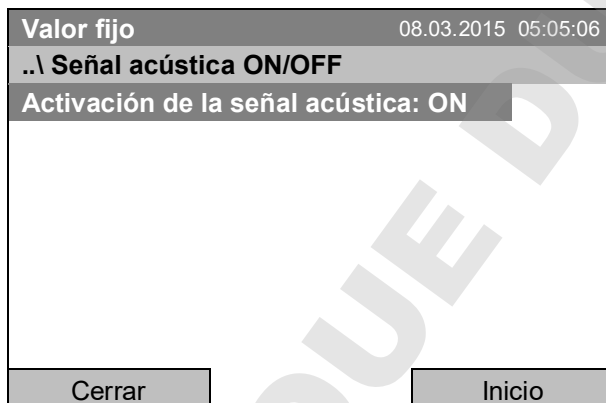 Valor fijo 08.03.2015 05:05:06
..\ Señal acústica ON/OFF
Activación de la señal acústica: ON
Cerrar Inicio